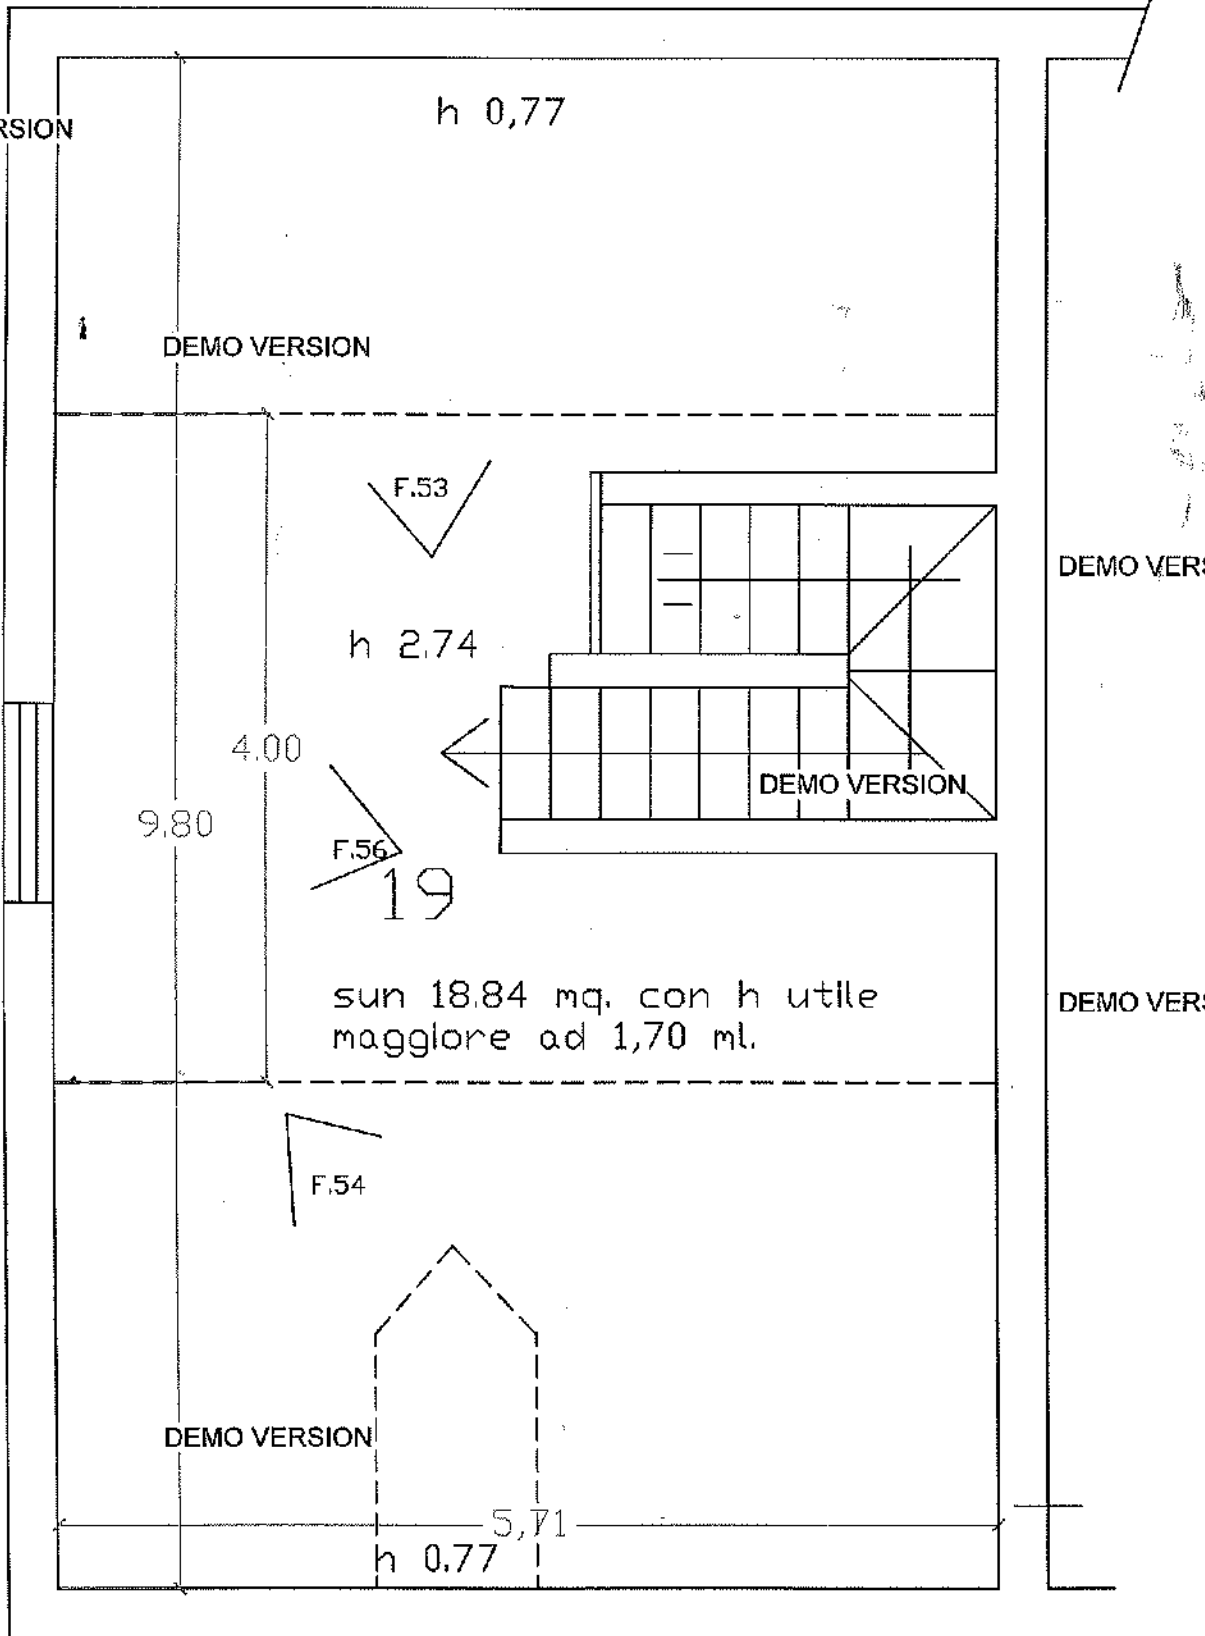 h 0,77
RSION
DEMO VERSION
F.53
DEMO VERS
h 2.74
4.00
DEMO VERSION
9.80
F.56
19
sun 18.84 mq. con h utile
maggiore ad 1,70 ml.
DEMO VERS
F.54
DEMO VERSION
5,71
h 0.77